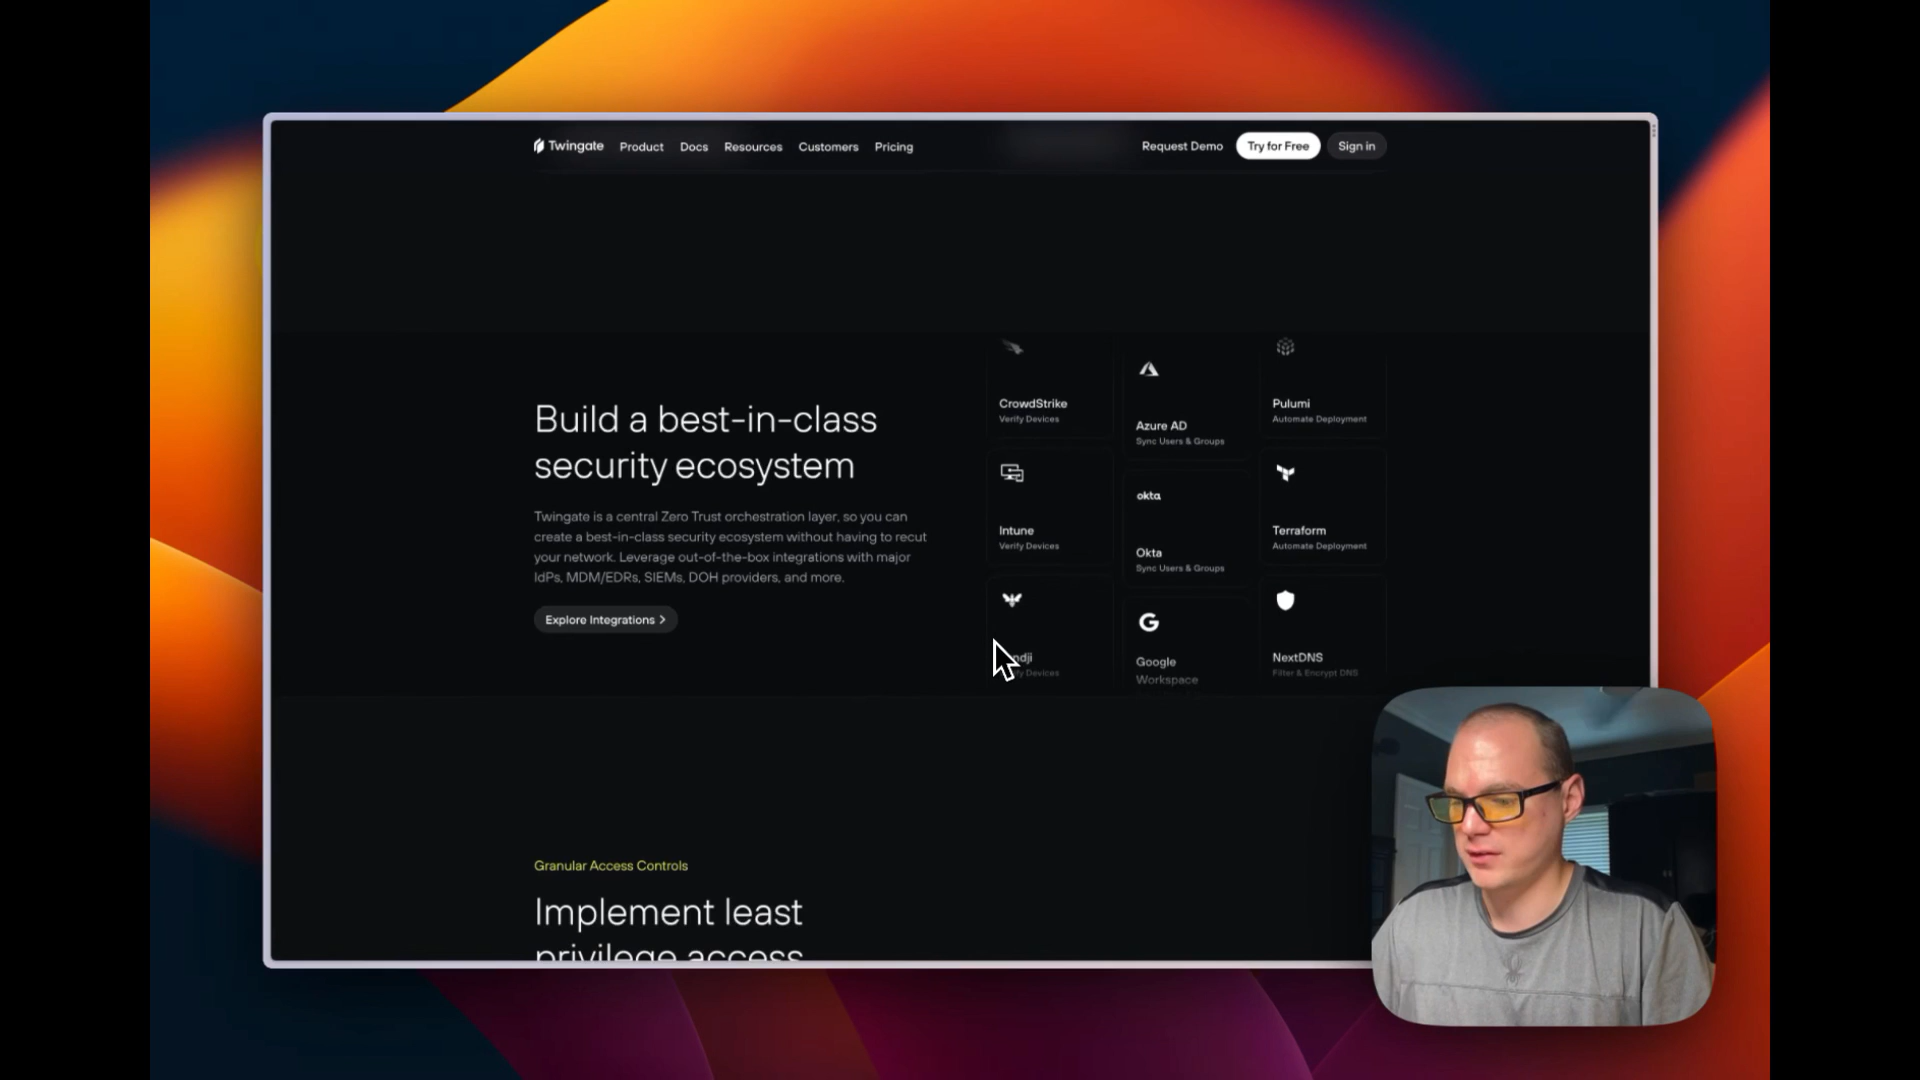 Twingate Product Docs Resources Customers Pricing Request Demo Try for Free Sign in
Build a best-in-class
security ecosystem
Twingate is a central Zero Trust orchestration layer, so you can
create a best-in-class security ecosystem without having to recut
your network. Leverage out-of-the-box integrations with major
IdPs, MDM/EDRs, SIEMs, DOH providers, and more.
Explore Integrations
CrowdStrike
Verify Devices
Intune
Verify Devices
Devices
Azure AD
Sync Users & Groups
okta
Okta
Sync Users & Groups
G
Google
Workspace
Pulumi
Automate Deployment
Terraform
Automate Deployment
NextDNS
Filter & Encrypt DNS
Granular Access Controls
Implement least
privilege access